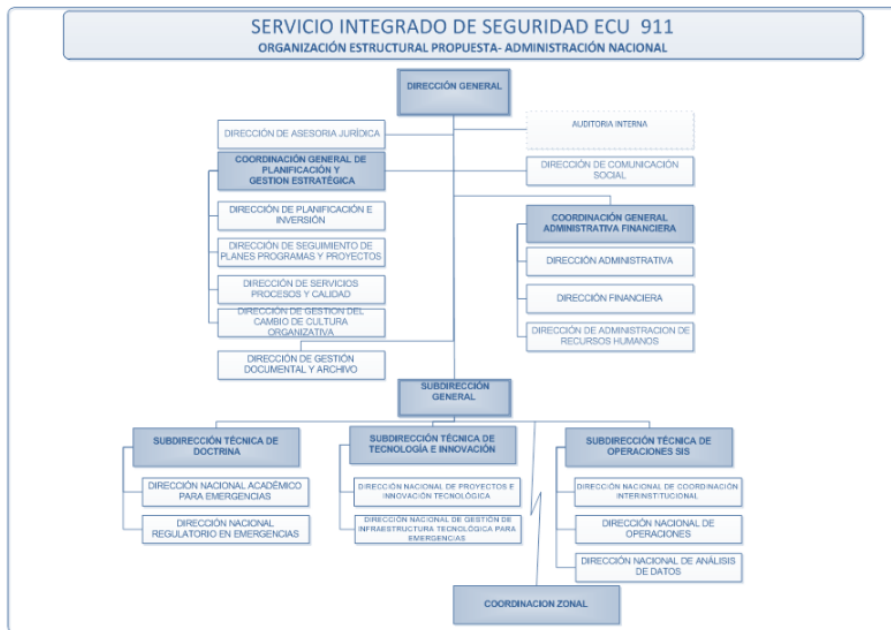 SERVICIO INTEGRADO DE SEGURIDAD ECU 911
ORGANIZACIÓN ESTRUCTURAL PROPUESTA- ADMINISTRACIÓN NACIONAL
DIRECCIÓN GENERAL
DIRECCIÓN DE ASESORIA JURÍDICA
AUDITORIA INTERNA
COORDINACIÓN GENERAL DE
PLANIFICACIÓN Y
GESTION ESTRATÉGICA
DIRECCIÓN DE COMUNICACIÓN
SOCIAL
DIRECCIÓN DE PLANIFICACIÓN E
INVERSIÓN
DIRECCIÓN DE SEGUIMIENTO DE
PLANES PROGRAMAS Y PROYECTOS
DIRECCIÓN DE SERVICIOS
PROCESOS Y CALIDAD
DIRECCIÓN DE GESTIÓN DEL
CAMBIO DE CULTURA
ORGANIZATIVA
DIRECCIÓN DE GESTIÓN
DOCUMENTAL Y ARCHIVO
COORDINACIÓN GENERAL
ADMINISTRATIVA FINANCIERA
DIRECCIÓN ADMINISTRATIVA
DIRECCIÓN FINANCIERA
DIRECCIÓN DE ADMINISTRACION DE
RECURSOS HUMANOS
SUBDIRECCIÓN
GENERAL
SUBDIRECCIÓN TÉCNICA DE
DOCTRINA
DIRECCIÓN NACIONAL ACADÉMICO
PARA EMERGENCIAS
DIRECCIÓN NACIONAL
REGULATORIO EN EMERGENCIAS
SUBDIRECCIÓN TÉCNICA DE
TECNOLOGÍA E INNOVACIÓN
DIRECCIÓN NACIONAL DE PROYECTOS E
INNOVACIÓN TECNOLÓGICA
DIRECCIÓN NACIONAL DE GESTIÓN DE
INFRAESTRUCTURA TECNOLÓGICA PARA
EMERGENCIAS
SUBDIRECCIÓN TÉCNICA DE
OPERACIONES SIS
DIRECCIÓN NACIONAL DE COORDINACIÓN
INTERINSTITUCIONAL
DIRECCIÓN NACIONAL DE
OPERACIONES
DIRECCIÓN NACIONAL DE ANÁLISIS
DE DATOS
COORDINACION ZONAL